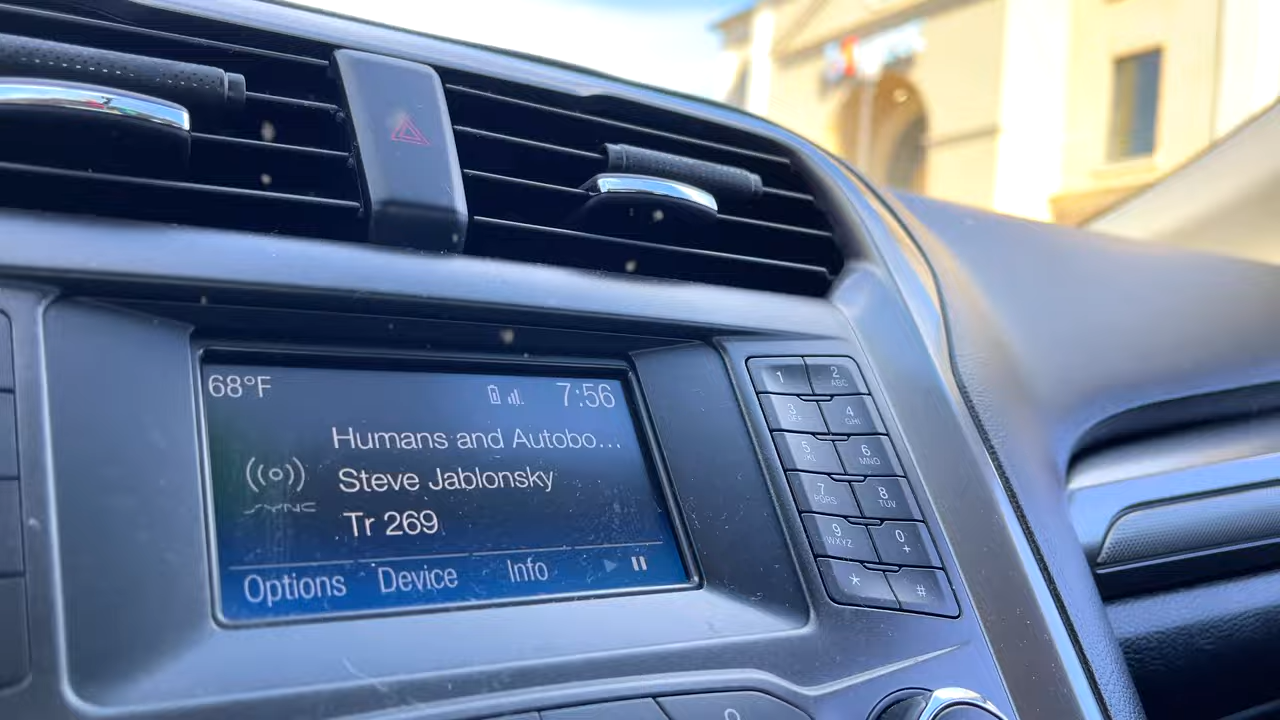 68°F 7:56
Humans and Autobo...
Steve Jablonsky
SYNC
Tr 269
Options Device Info
1 2 ABC
3 DEF 4 GHI
5 JKL 6 MNO
7 PQRS 8 TUV
9 WXYZ 0 +
* #